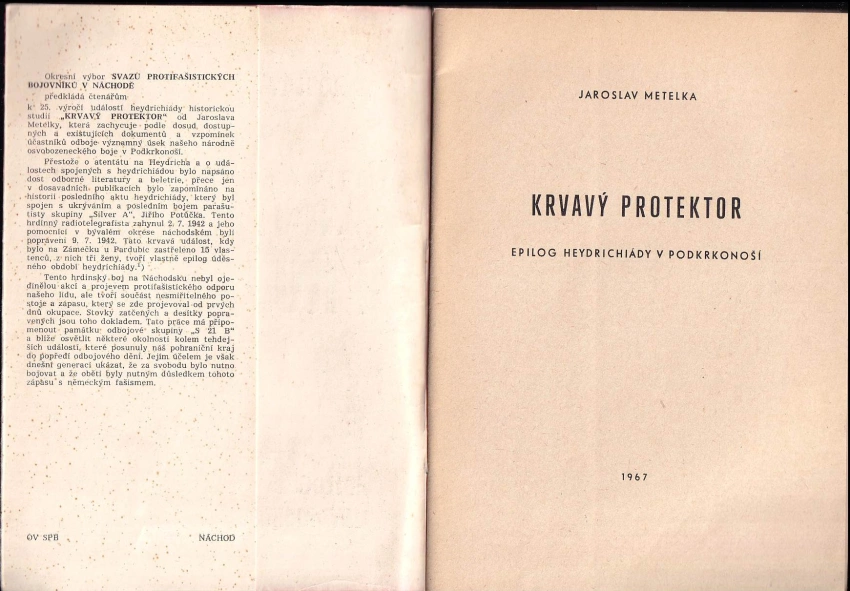 Okresní výbor SVAZU PROTIFAŠISTICKÝCH
BOJOVNÍKŮ V NÁCHODĚ
předkládá čtenářům
k 25. výročí událostí heydrichiády historickou
studii „KRVAVÝ PROTEKTOR" od Jaroslava
Metelky, která zachycuje podle dosud dostup-
ných a existujících dokumentů a vzpomínek
účastníků odboje významný úsek našeho národně
osvobozeneckého boje v Podkrkonoší.
Přestože o atentátu na Heydricha a o udá-
lostech spojených s heydrichiádou bylo napsáno
dost odborné literatury a beletrie, přece jen
v dosavadních publikacích bylo zapomínáno na
historii posledního aktu heydrichiády, který byl
spojen s ukrýváním a posledním bojem parašu-
tisty skupiny „Silver A", Jiřího Potůčka. Tento
hrdinný radiotelegrafista zahynul 2. 7. 1942 a jeho
pomocníci v bývalém okrese náchodském byli
popraveni 9. 7. 1942. Tato krvavá událost, kdy
bylo na Zámečku u Pardubic zastřeleno 15 vlas-
tenců, z nich tři ženy, tvoří vlastně epilog úděs-
ného období heydrichiády.¹)
Tento hrdinský boj na Náchodsku nebyl oje-
dinělou akcí a projevem protifašistického odporu
našeho lidu, ale tvoří součást nesmiřitelného po-
stoje a zápasu, který se zde projevoval od prvých
dnů okupace. Stovky zatčených a desítky popra-
vených jsou toho dokladem. Tato práce má připo-
menout památku odbojové skupiny „S 21 B"
a blíže osvětlit některé okolnosti kolem tehdej-
ších událostí, které posunuly náš pohraniční kraj
do popředí odbojového dění. Jejím účelem je však
dnešní generaci ukázat, že za svobodu bylo nutno
bojovat a že oběti byly nutným důsledkem tohoto
zápasu s německým fašismem.
OV SPB NÁCHOD
JAROSLAV METELKA
KRVAVÝ PROTEKTOR
EPILOG HEYDRICHIÁDY V PODKRKONOŠÍ
1967